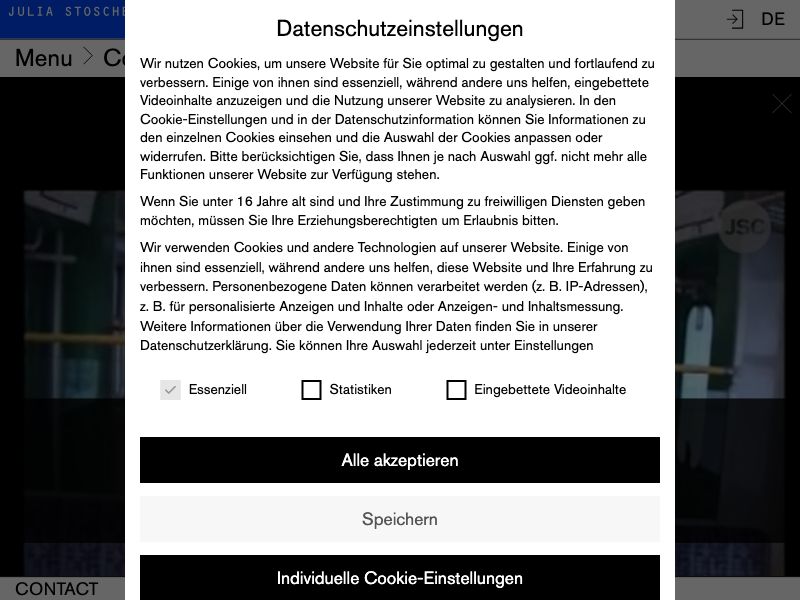 JULIA STOSCHE
DE
Menu
CONTACT
JSC
Datenschutzeinstellungen
Wir nutzen Cookies, um unsere Website für Sie optimal zu gestalten und fortlaufend zu
verbessern. Einige von ihnen sind essenziell, während andere uns helfen, eingebettete
Videoinhalte anzuzeigen und die Nutzung unserer Website zu analysieren. In den
Cookie-Einstellungen und in der Datenschutzinformation können Sie Informationen zu
den einzelnen Cookies einsehen und die Auswahl der Cookies anpassen oder
widerrufen. Bitte berücksichtigen Sie, dass Ihnen je nach Auswahl ggf. nicht mehr alle
Funktionen unserer Website zur Verfügung stehen.
Wenn Sie unter 16 Jahre alt sind und Ihre Zustimmung zu freiwilligen Diensten geben
möchten, müssen Sie Ihre Erziehungsberechtigten um Erlaubnis bitten.
Wir verwenden Cookies und andere Technologien auf unserer Website. Einige von
ihnen sind essenziell, während andere uns helfen, diese Website und Ihre Erfahrung zu
verbessern. Personenbezogene Daten können verarbeitet werden (z. B. IP-Adressen),
z. B. für personalisierte Anzeigen und Inhalte oder Anzeigen- und Inhaltsmessung.
Weitere Informationen über die Verwendung Ihrer Daten finden Sie in unserer
Datenschutzerklärung. Sie können Ihre Auswahl jederzeit unter Einstellungen
Essenziell Statistiken Eingebettete Videoinhalte
Alle akzeptieren
Speichern
Individuelle Cookie-Einstellungen